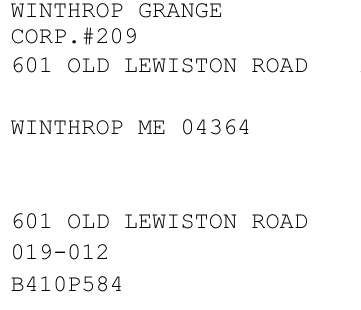 WINTHROP GRANGE
CORP.#209
601 OLD LEWISTON ROAD
WINTHROP ME 04364
601 OLD LEWISTON ROAD
019-012
B410P584